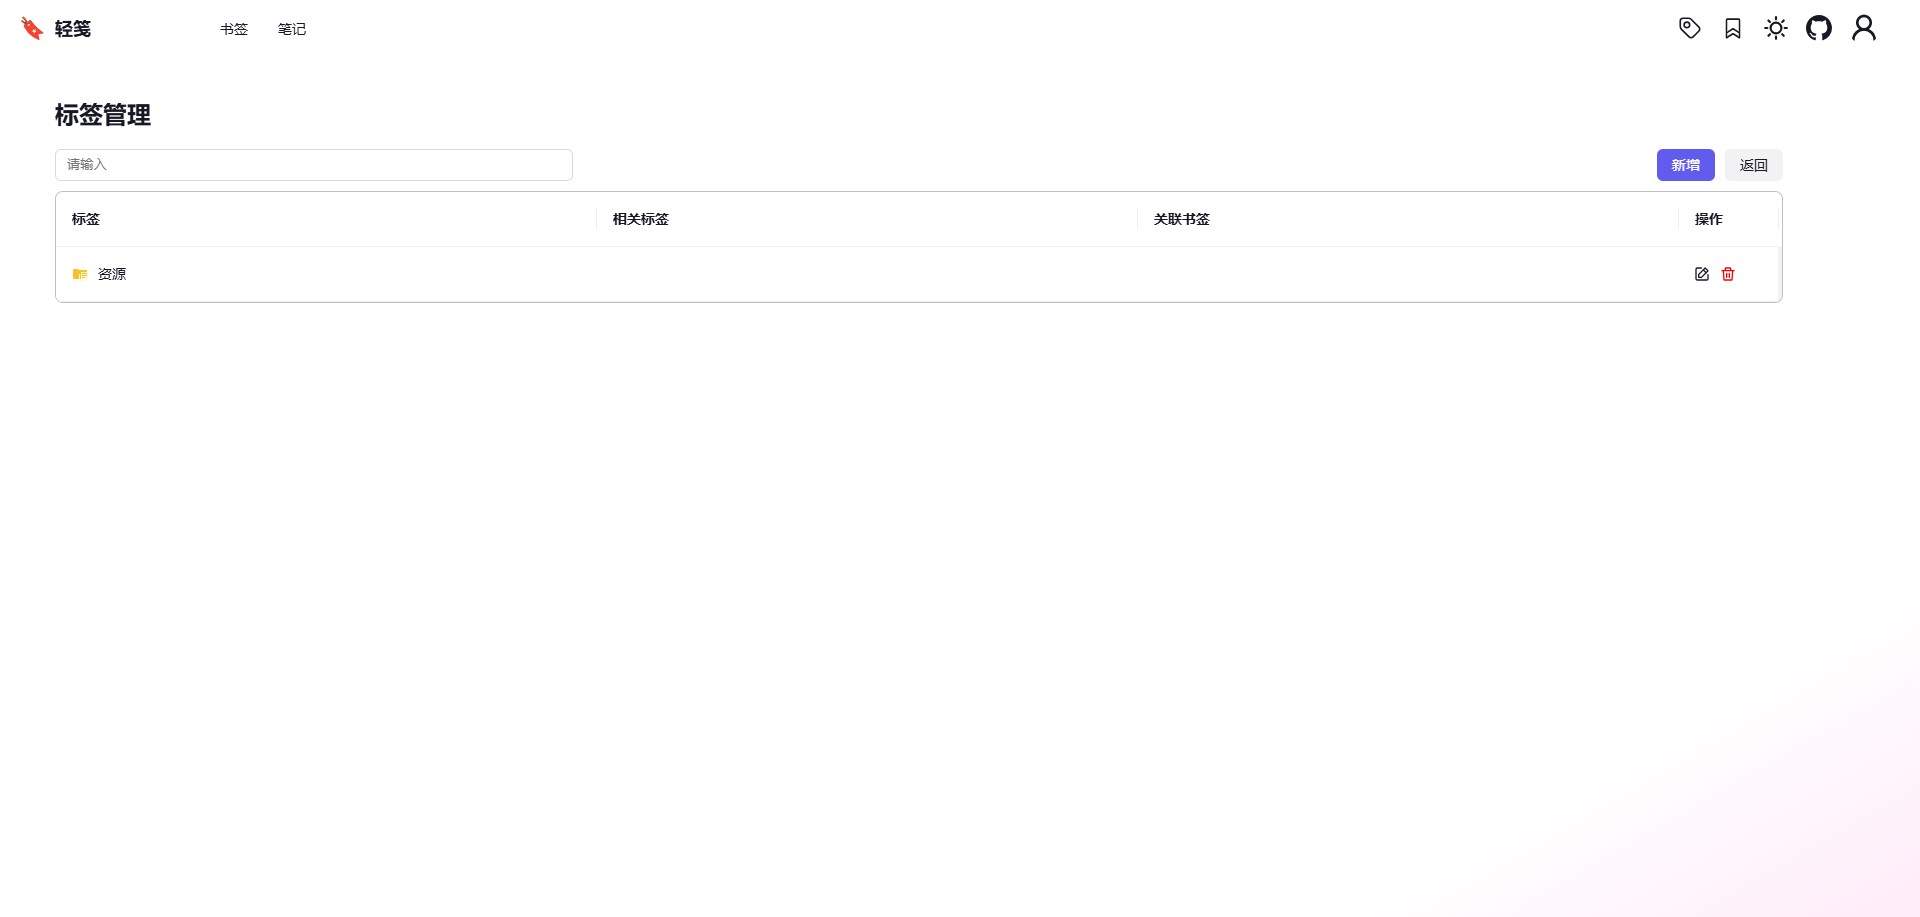 轻笺 书签 笔记
标签管理
请输入 新增 返回
标签 相关标签 关联书签 操作
资源